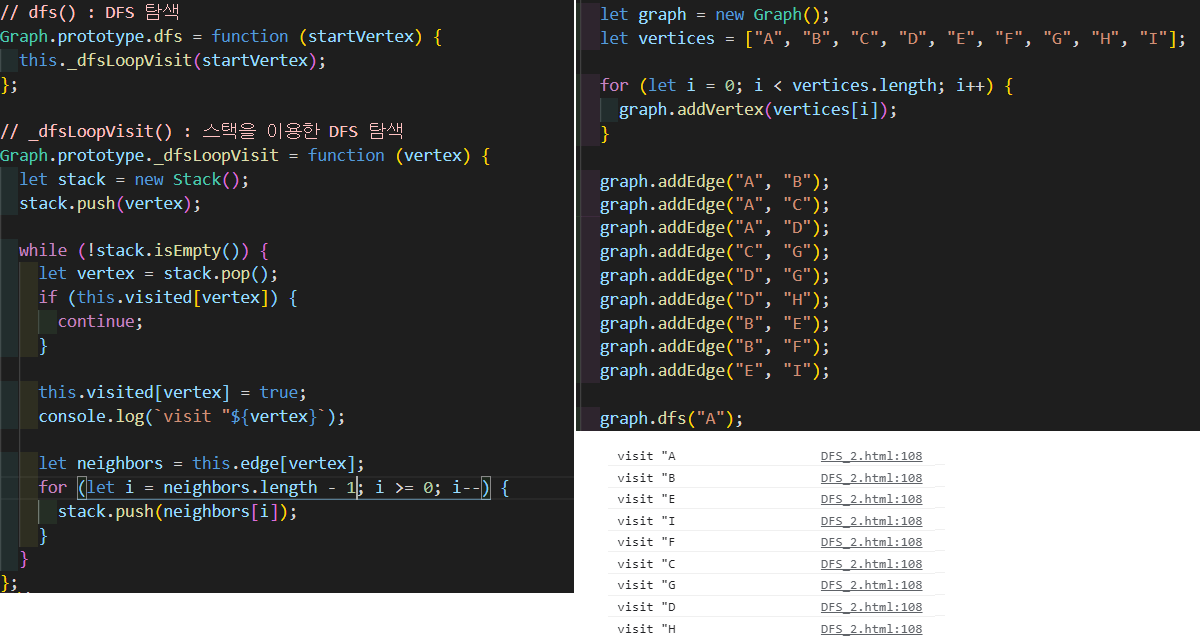 // dfs() : DFS 탐색
Graph.prototype.dfs = function (startVertex) {
  this._dfsLoopVisit(startVertex);
};

// _dfsLoopVisit() : 스택을 이용한 DFS 탐색
Graph.prototype._dfsLoopVisit = function (vertex) {
  let stack = new Stack();
  stack.push(vertex);

  while (!stack.isEmpty()) {
    let vertex = stack.pop();
    if (this.visited[vertex]) {
      continue;
    }

    this.visited[vertex] = true;
    console.log(`visit "${vertex}`);

    let neighbors = this.edge[vertex];
    for (let i = neighbors.length - 1; i >= 0; i--) {
      stack.push(neighbors[i]);
    }
  }
};
let graph = new Graph();
let vertices = ["A", "B", "C", "D", "E", "F", "G", "H", "I"];

for (let i = 0; i < vertices.length; i++) {
  graph.addVertex(vertices[i]);
}

graph.addEdge("A", "B");
graph.addEdge("A", "C");
graph.addEdge("A", "D");
graph.addEdge("C", "G");
graph.addEdge("D", "G");
graph.addEdge("D", "H");
graph.addEdge("B", "E");
graph.addEdge("B", "F");
graph.addEdge("E", "I");

graph.dfs("A");
visit "A DFS_2.html:108
visit "B DFS_2.html:108
visit "E DFS_2.html:108
visit "I DFS_2.html:108
visit "F DFS_2.html:108
visit "C DFS_2.html:108
visit "G DFS_2.html:108
visit "D DFS_2.html:108
visit "H DFS_2.html:108